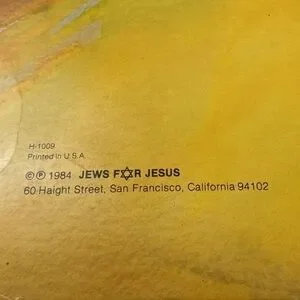 H-1009
Printed in U.S.A.
© ℗ 1984 JEWS F✡R JESUS
60 Haight Street, San Francisco, California 94102